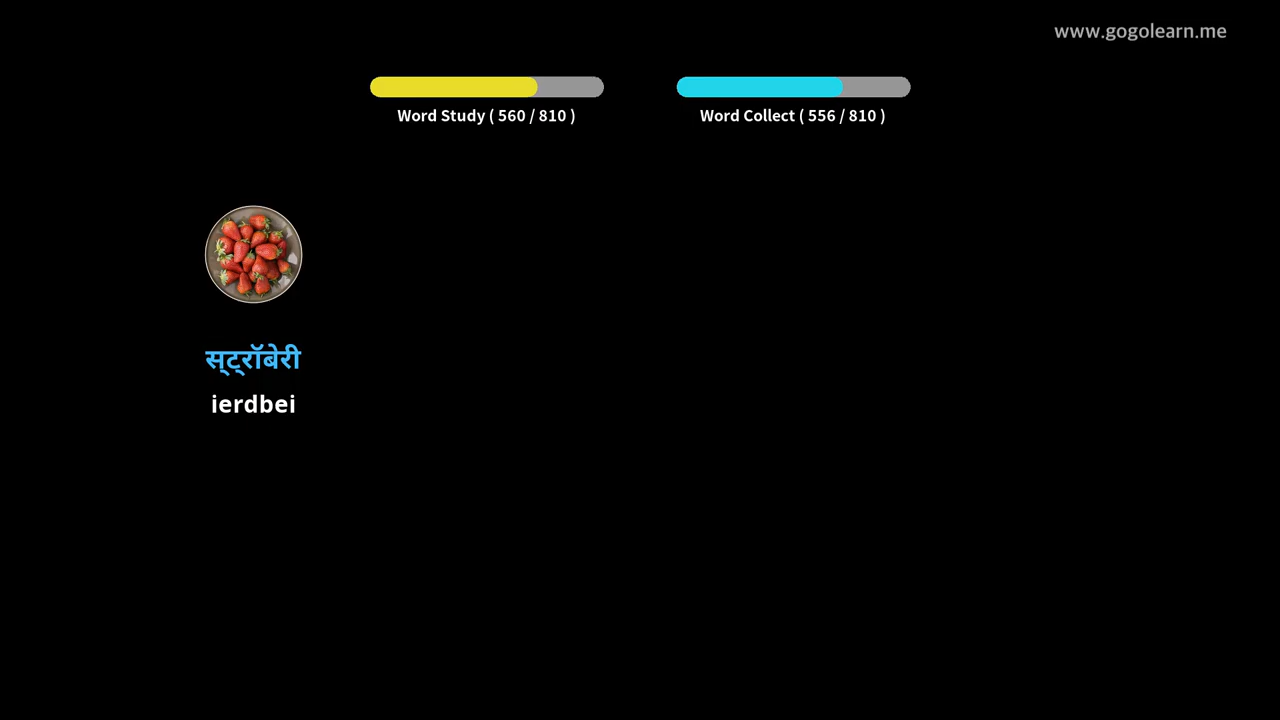 www.gogolearn.me
Word Study ( 560 / 810 )
Word Collect ( 556 / 810 )
स्ट्रॉबेरी
ierdbei